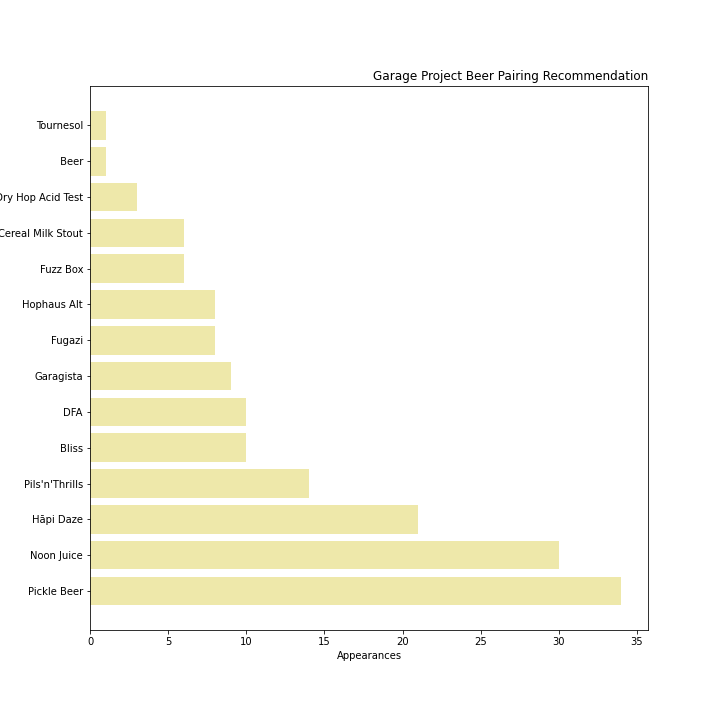 Garage Project Beer Pairing Recommendation
Tournesol
Beer
Dry Hop Acid Test
Cereal Milk Stout
Fuzz Box
Hophaus Alt
Fugazi
Garagista
DFA
Bliss
Pils'n'Thrills
Hāpi Daze
Noon Juice
Pickle Beer
0 5 10 15 20 25 30 35
Appearances